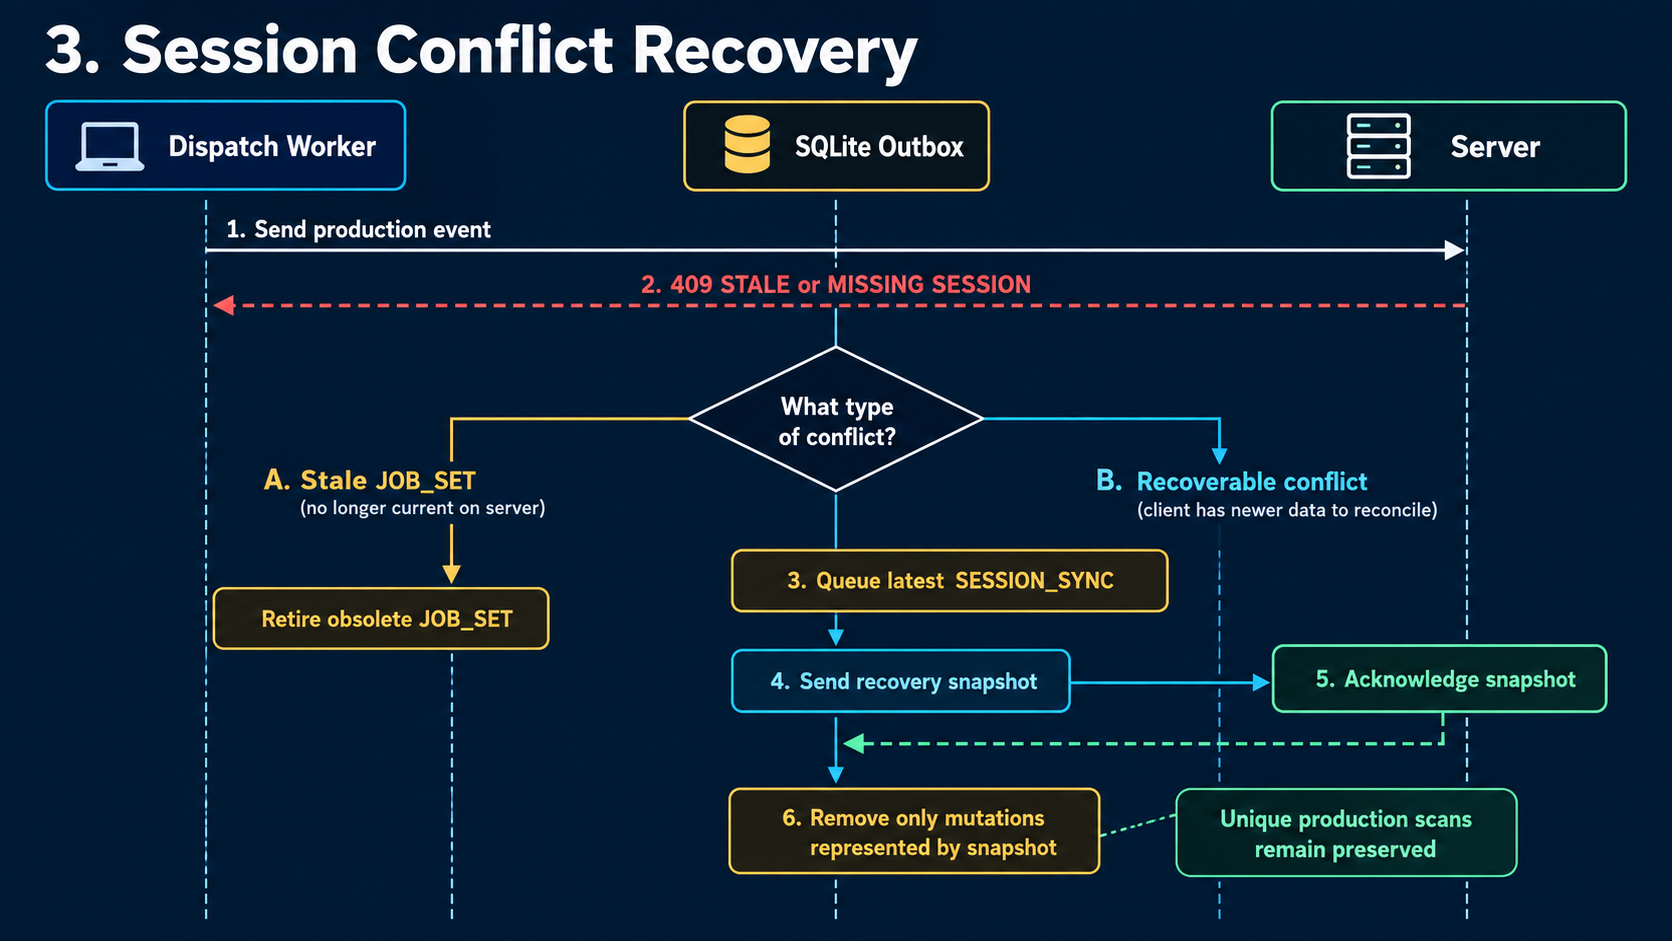 3. Session Conflict Recovery
Dispatch Worker
SQLite Outbox
Server
1. Send production event
2. 409 STALE or MISSING SESSION
What type
of conflict?
A. Stale JOB_SET
(no longer current on server)
B. Recoverable conflict
(client has newer data to reconcile)
3. Queue latest SESSION_SYNC
Retire obsolete JOB_SET
4. Send recovery snapshot
5. Acknowledge snapshot
6. Remove only mutations
represented by snapshot
Unique production scans
remain preserved